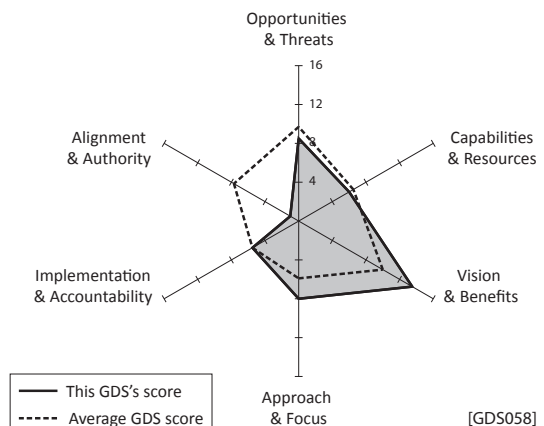 Opportunities
& Threats
16
12
8
4
Alignment
& Authority
Capabilities
& Resources
Implementation
& Accountability
Vision
& Benefits
Approach
& Focus
This GDS's score
Average GDS score
[GDS058]